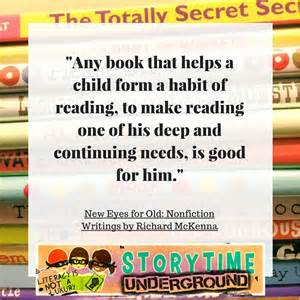 The Totally Secret Secre
"Any book that helps a
child form a habit of
reading, to make reading
one of his deep and
continuing needs, is good
for him."
New Eyes for Old: Nonfiction
Writings by Richard McKenna
LITERACY IS
NOT A
LUXURY
STORYTIME
UNDERGROUND